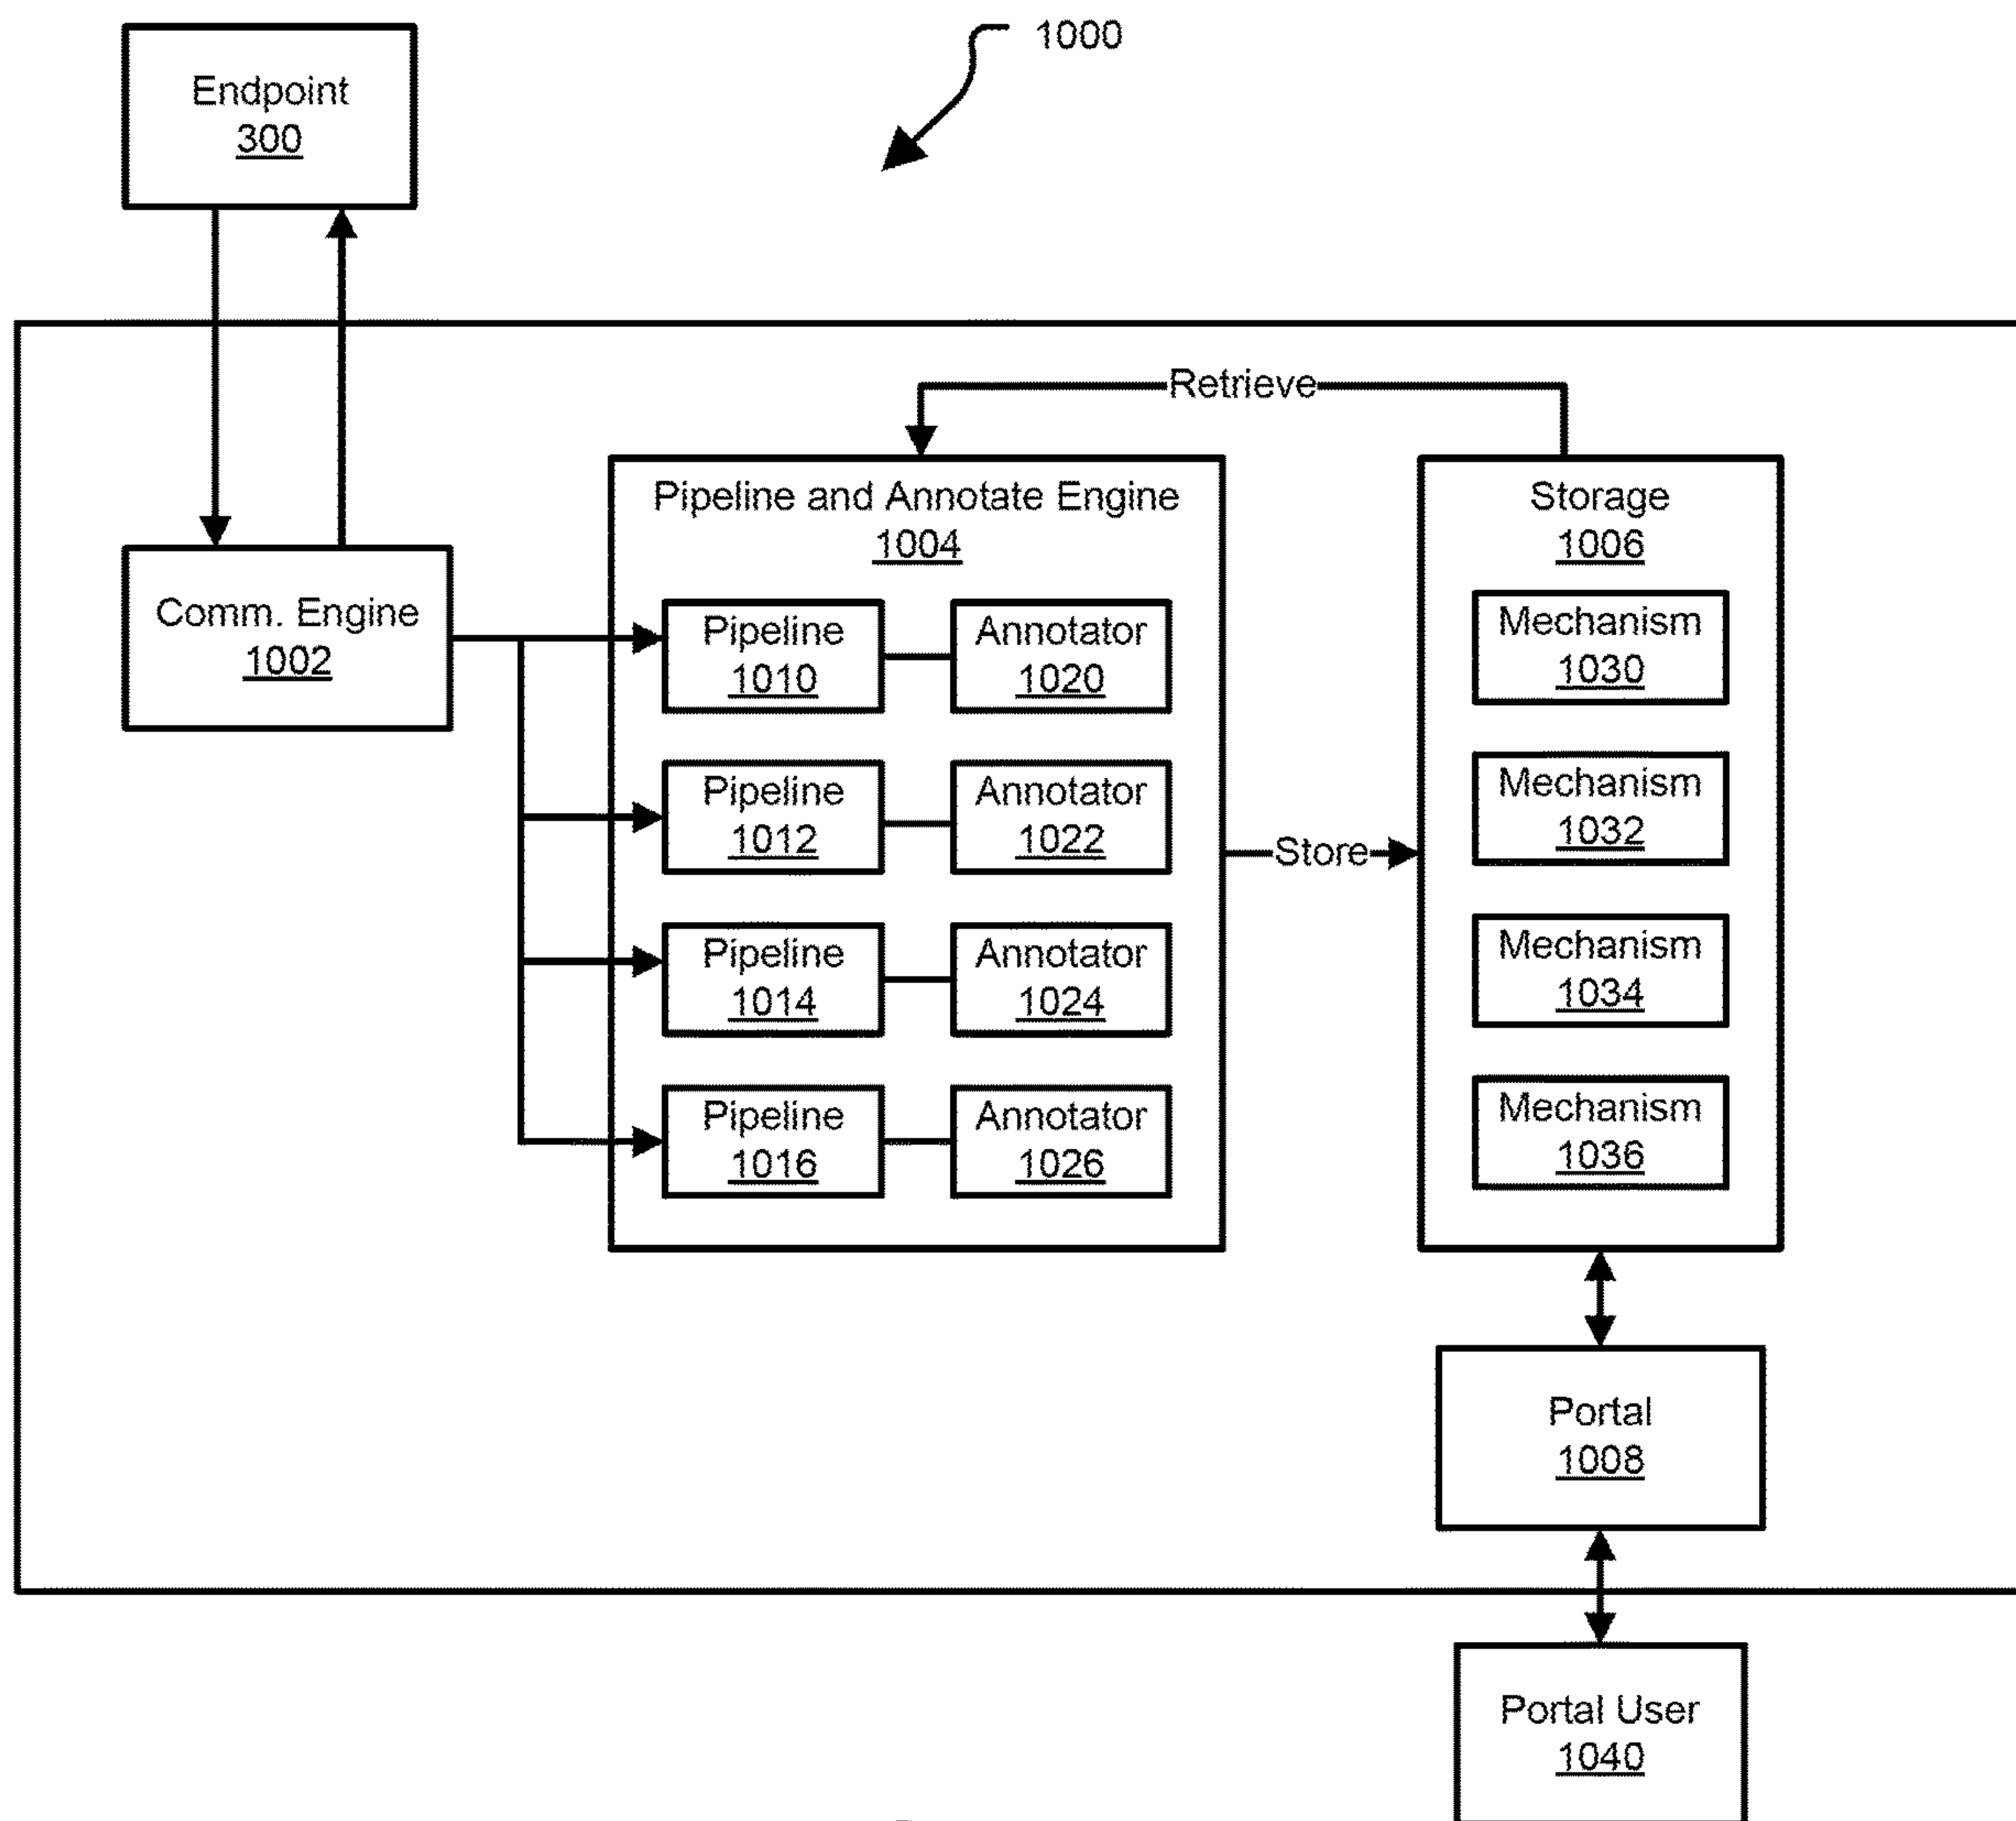 1000
Endpoint
300
Retrieve
Pipeline and Annotate Engine
1004
Storage
1006
Comm. Engine
1002
Pipeline
1010
Annotator
1020
Mechanism
1030
Pipeline
1012
Annotator
1022
Mechanism
1032
Store
Pipeline
1014
Annotator
1024
Mechanism
1034
Pipeline
1016
Annotator
1026
Mechanism
1036
Portal
1008
Portal User
1040